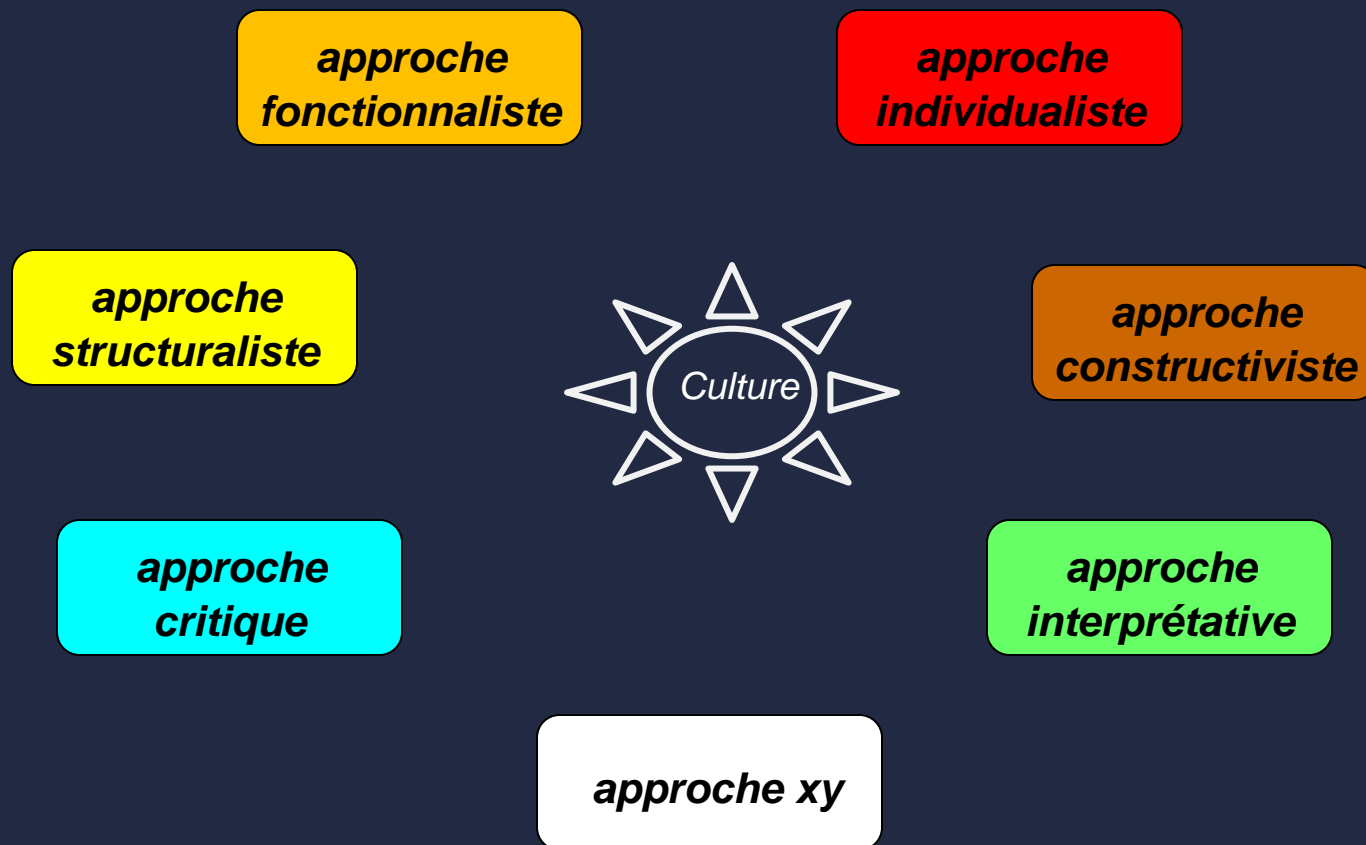 approche
fonctionnaliste
approche
individualiste
approche
structuraliste
Culture
approche
constructiviste
approche
critique
approche
interprétative
approche xy